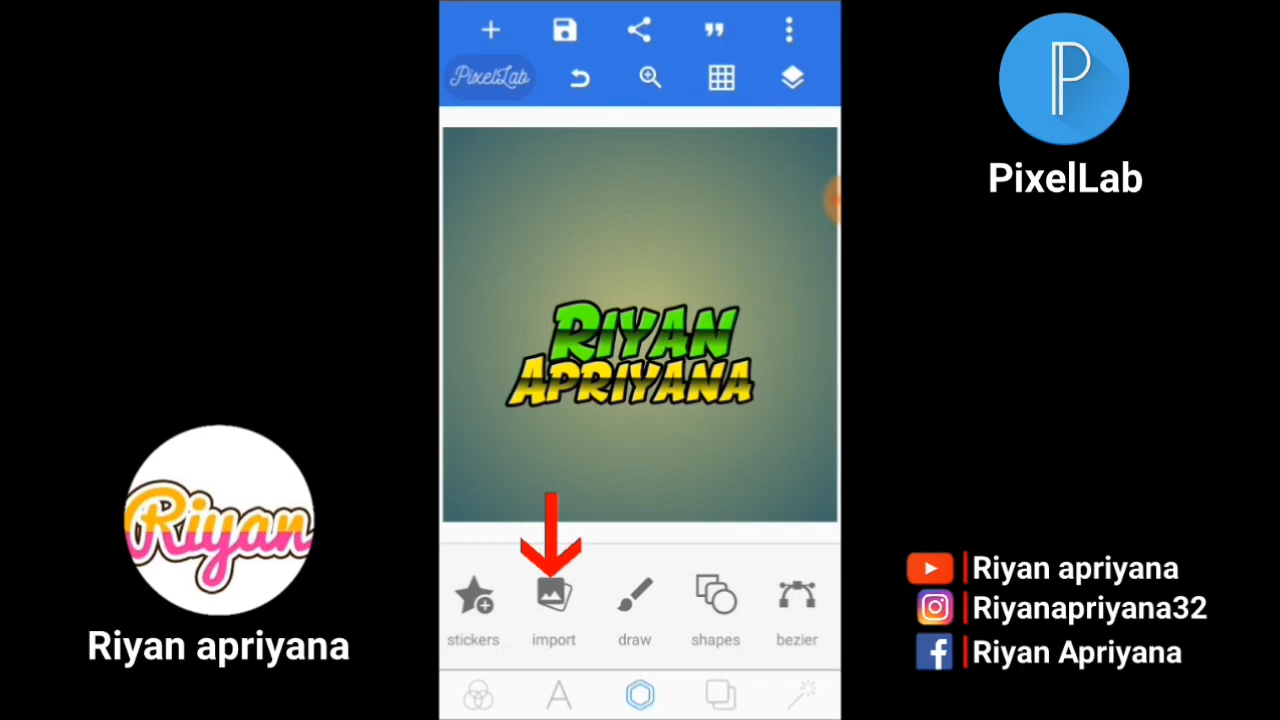 PixelLab
PixelLab
RIYAN
APRIYANA
Riyan
Riyan apriyana
stickers
import
draw
shapes
bezier
Riyan apriyana
Riyanapriyana32
Riyan Apriyana